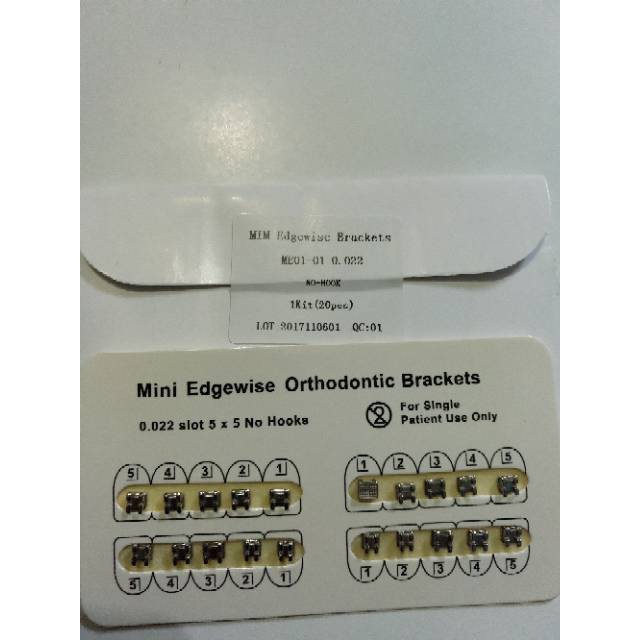 MIM Edgewise Brackets
ME01-01 0.022
NO-HOOK
1Kit(20pcs)
LOT 2017110601 QC:01
Mini Edgewise Orthodontic Brackets
0.022 slot 5 x 5 No Hooks
2
For Single
Patient Use Only
5 4 3 2 1
1 2 3 4 5
5 4 3 2 1
1 2 3 4 5